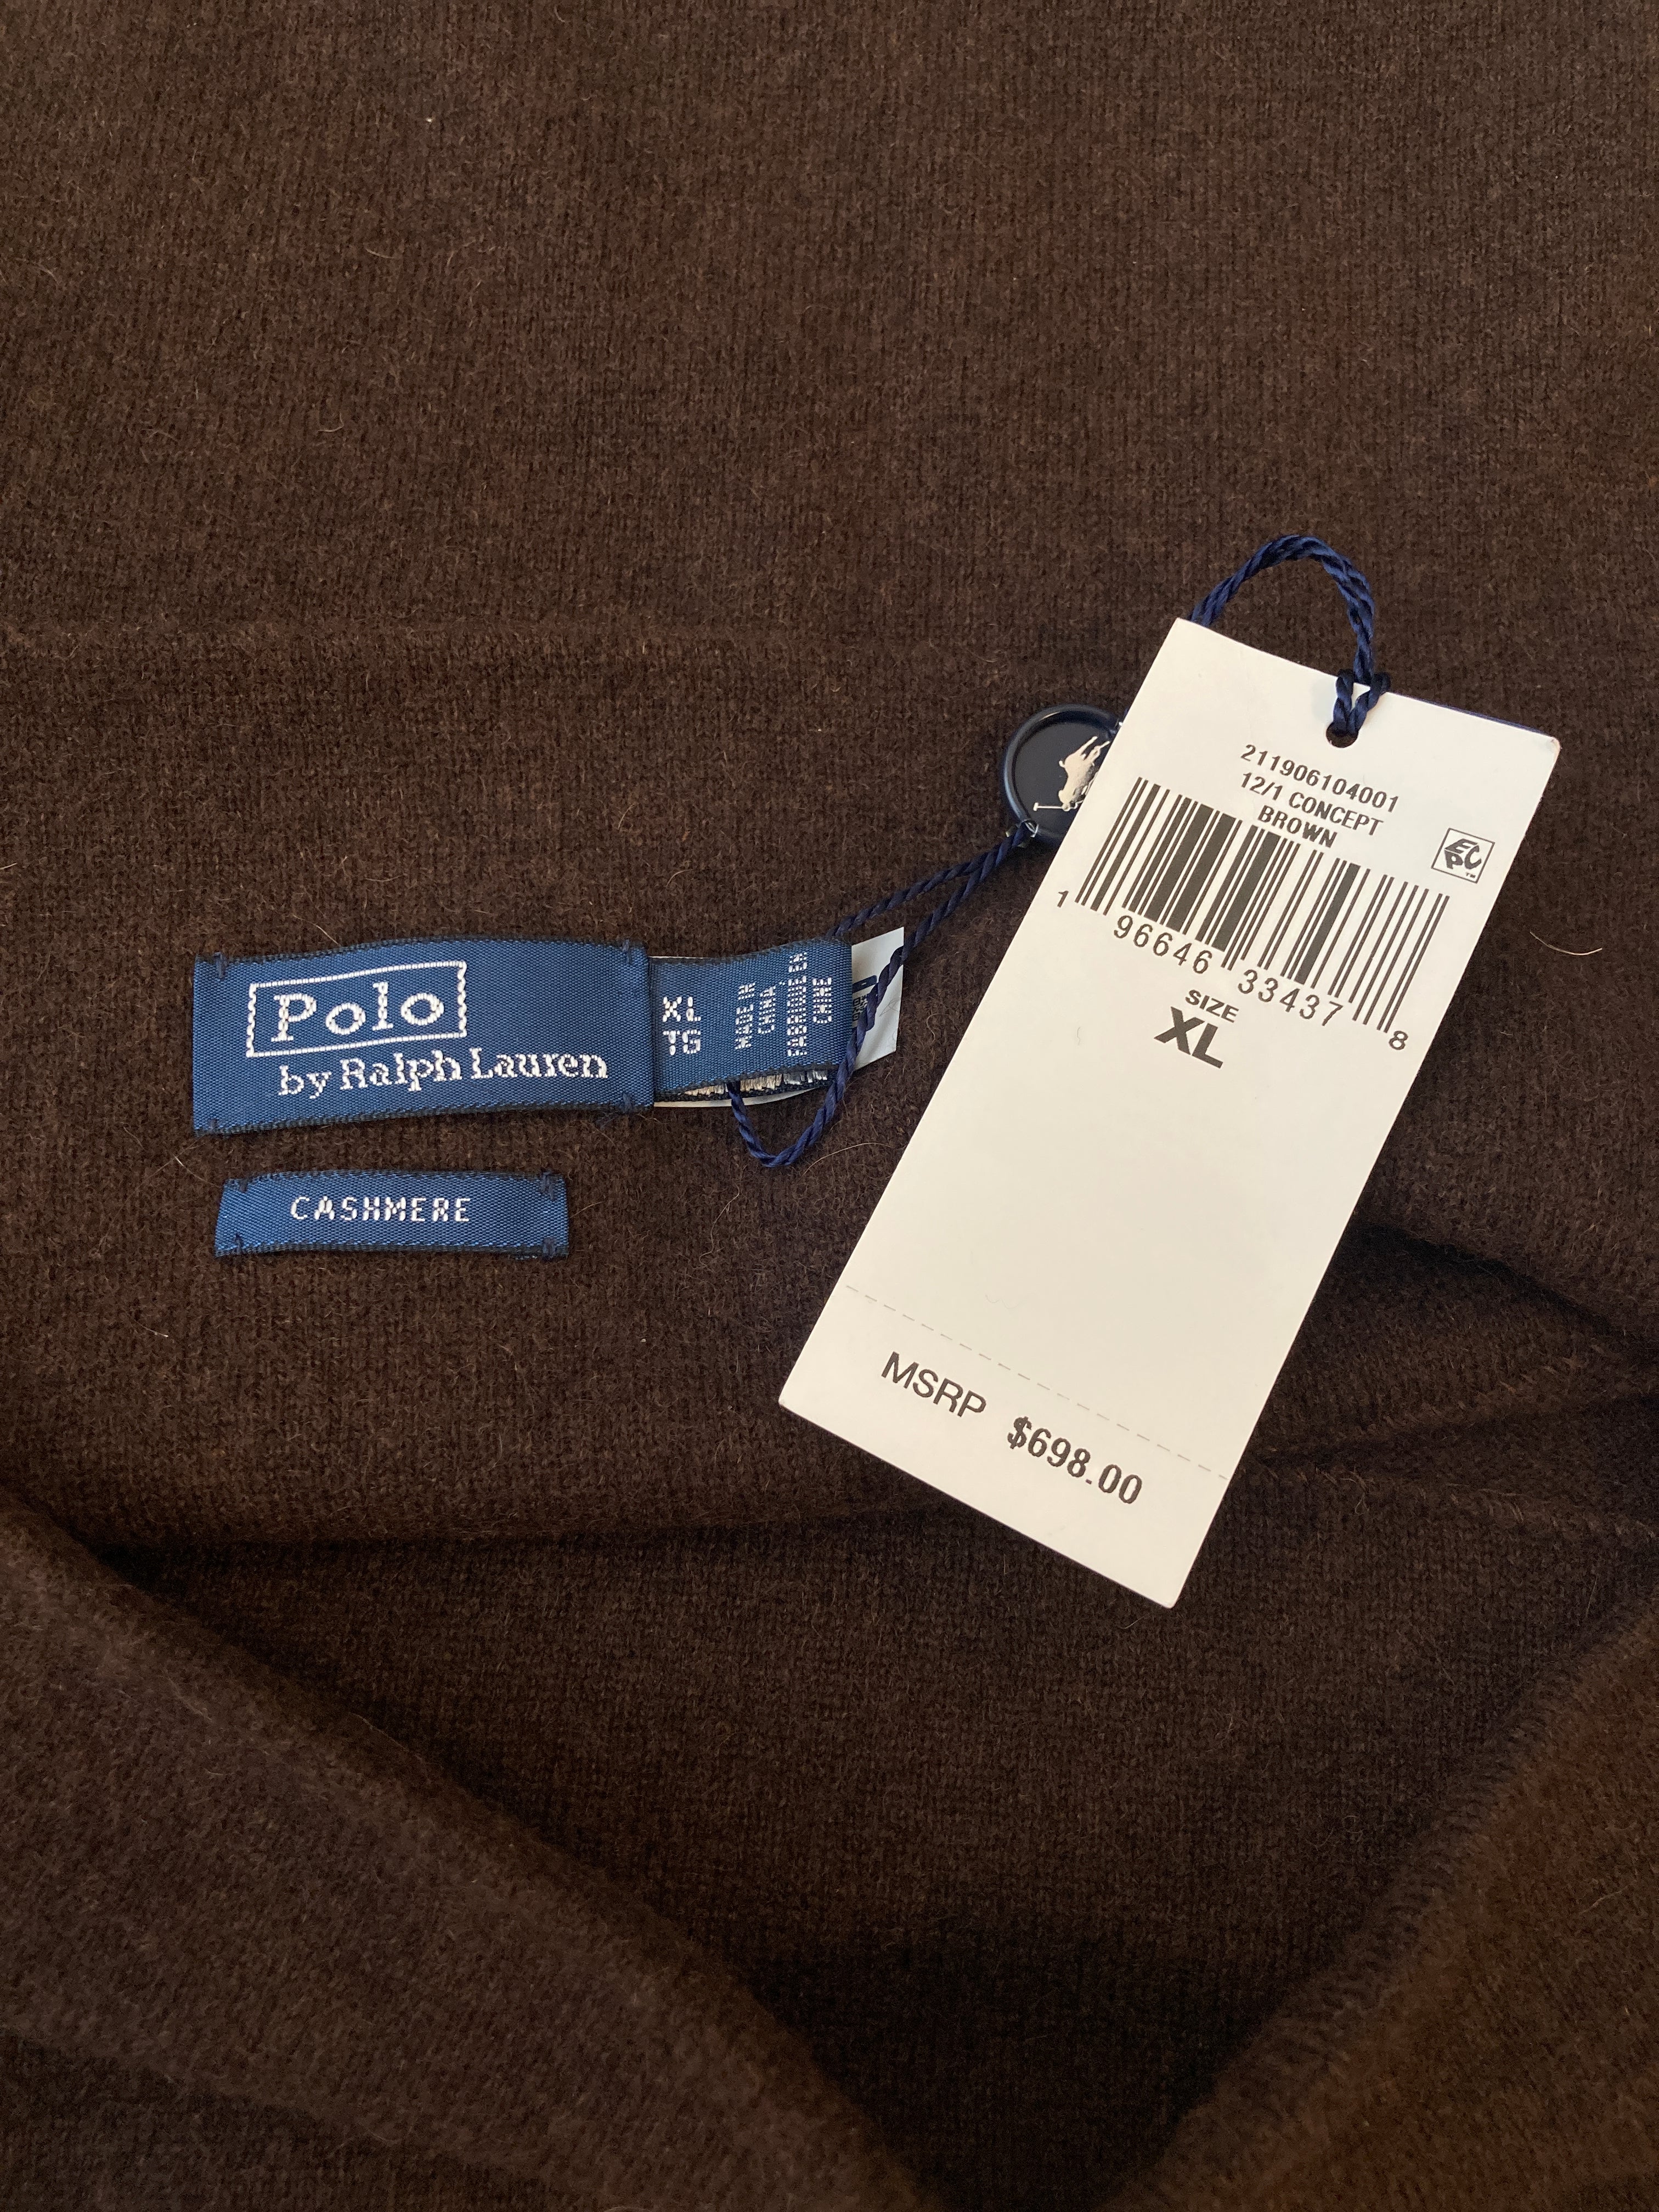 Polo
by Ralph Lauren
XL
TG
MADE IN
CHINA
FABRIQUE EN
CHINE
CASHMERE
211906104001
12/1 CONCEPT
BROWN
1 96646 33437 8
SIZE
XL
MSRP $698.00